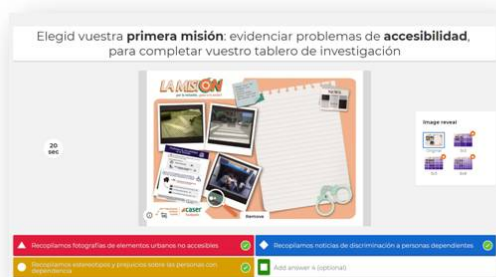 Elegid vuestra primera misión: evidenciar problemas de accesibilidad,
para completar vuestro tablero de investigación
LA MISIÓN
NEWS
20
sec
Image reveal
Original
caser
Remove
Recopilamos fotografías de elementos urbanos no accesibles
Recopilamos noticias de discriminación a personas dependientes
Recopilamos estereotipos y prejuicios sobre las personas con
dependencia
Add answer 4 (optional)